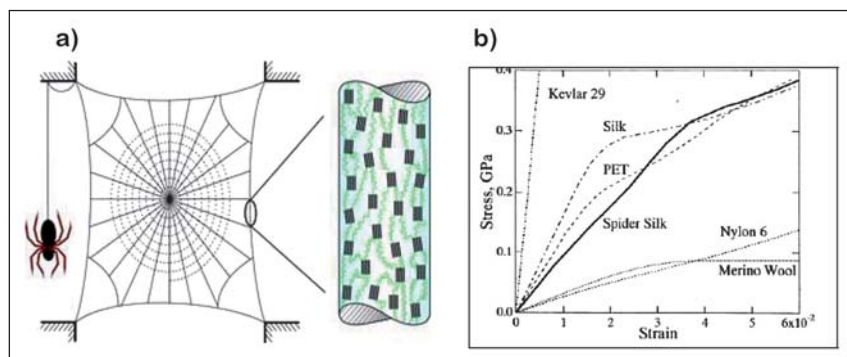 a)
b)
Stress, GPa
0.4
0.3
0.2
0.1
0.0
Kevlar 29
Silk
PET
Spider Silk
Nylon 6
Merino Wool
0 1 2 3 4 5 6x10⁻²
Strain